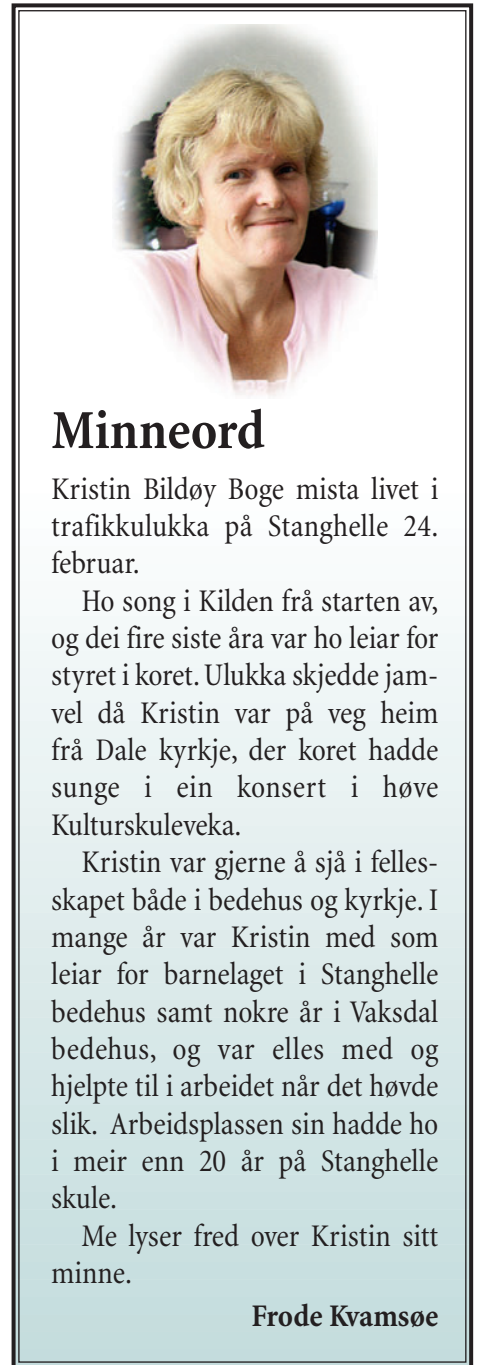 Minneord
Kristin Bildøy Boge mista livet i
trafikkulukka på Stanghelle 24.
februar.
Ho song i Kilden frå starten av,
og dei fire siste åra var ho leiar for
styret i koret. Ulukka skjedde jam-
vel då Kristin var på veg heim
frå Dale kyrkje, der koret hadde
sunge i ein konsert i høve
Kulturskuleveka.
Kristin var gjerne å sjå i felles-
skapet både i bedehus og kyrkje. I
mange år var Kristin med som
leiar for barnelaget i Stanghelle
bedehus samt nokre år i Vaksdal
bedehus, og var elles med og
hjelpte til i arbeidet når det høvde
slik. Arbeidsplassen sin hadde ho
i meir enn 20 år på Stanghelle
skule.
Me lyser fred over Kristin sitt
minne.
Frode Kvamsøe